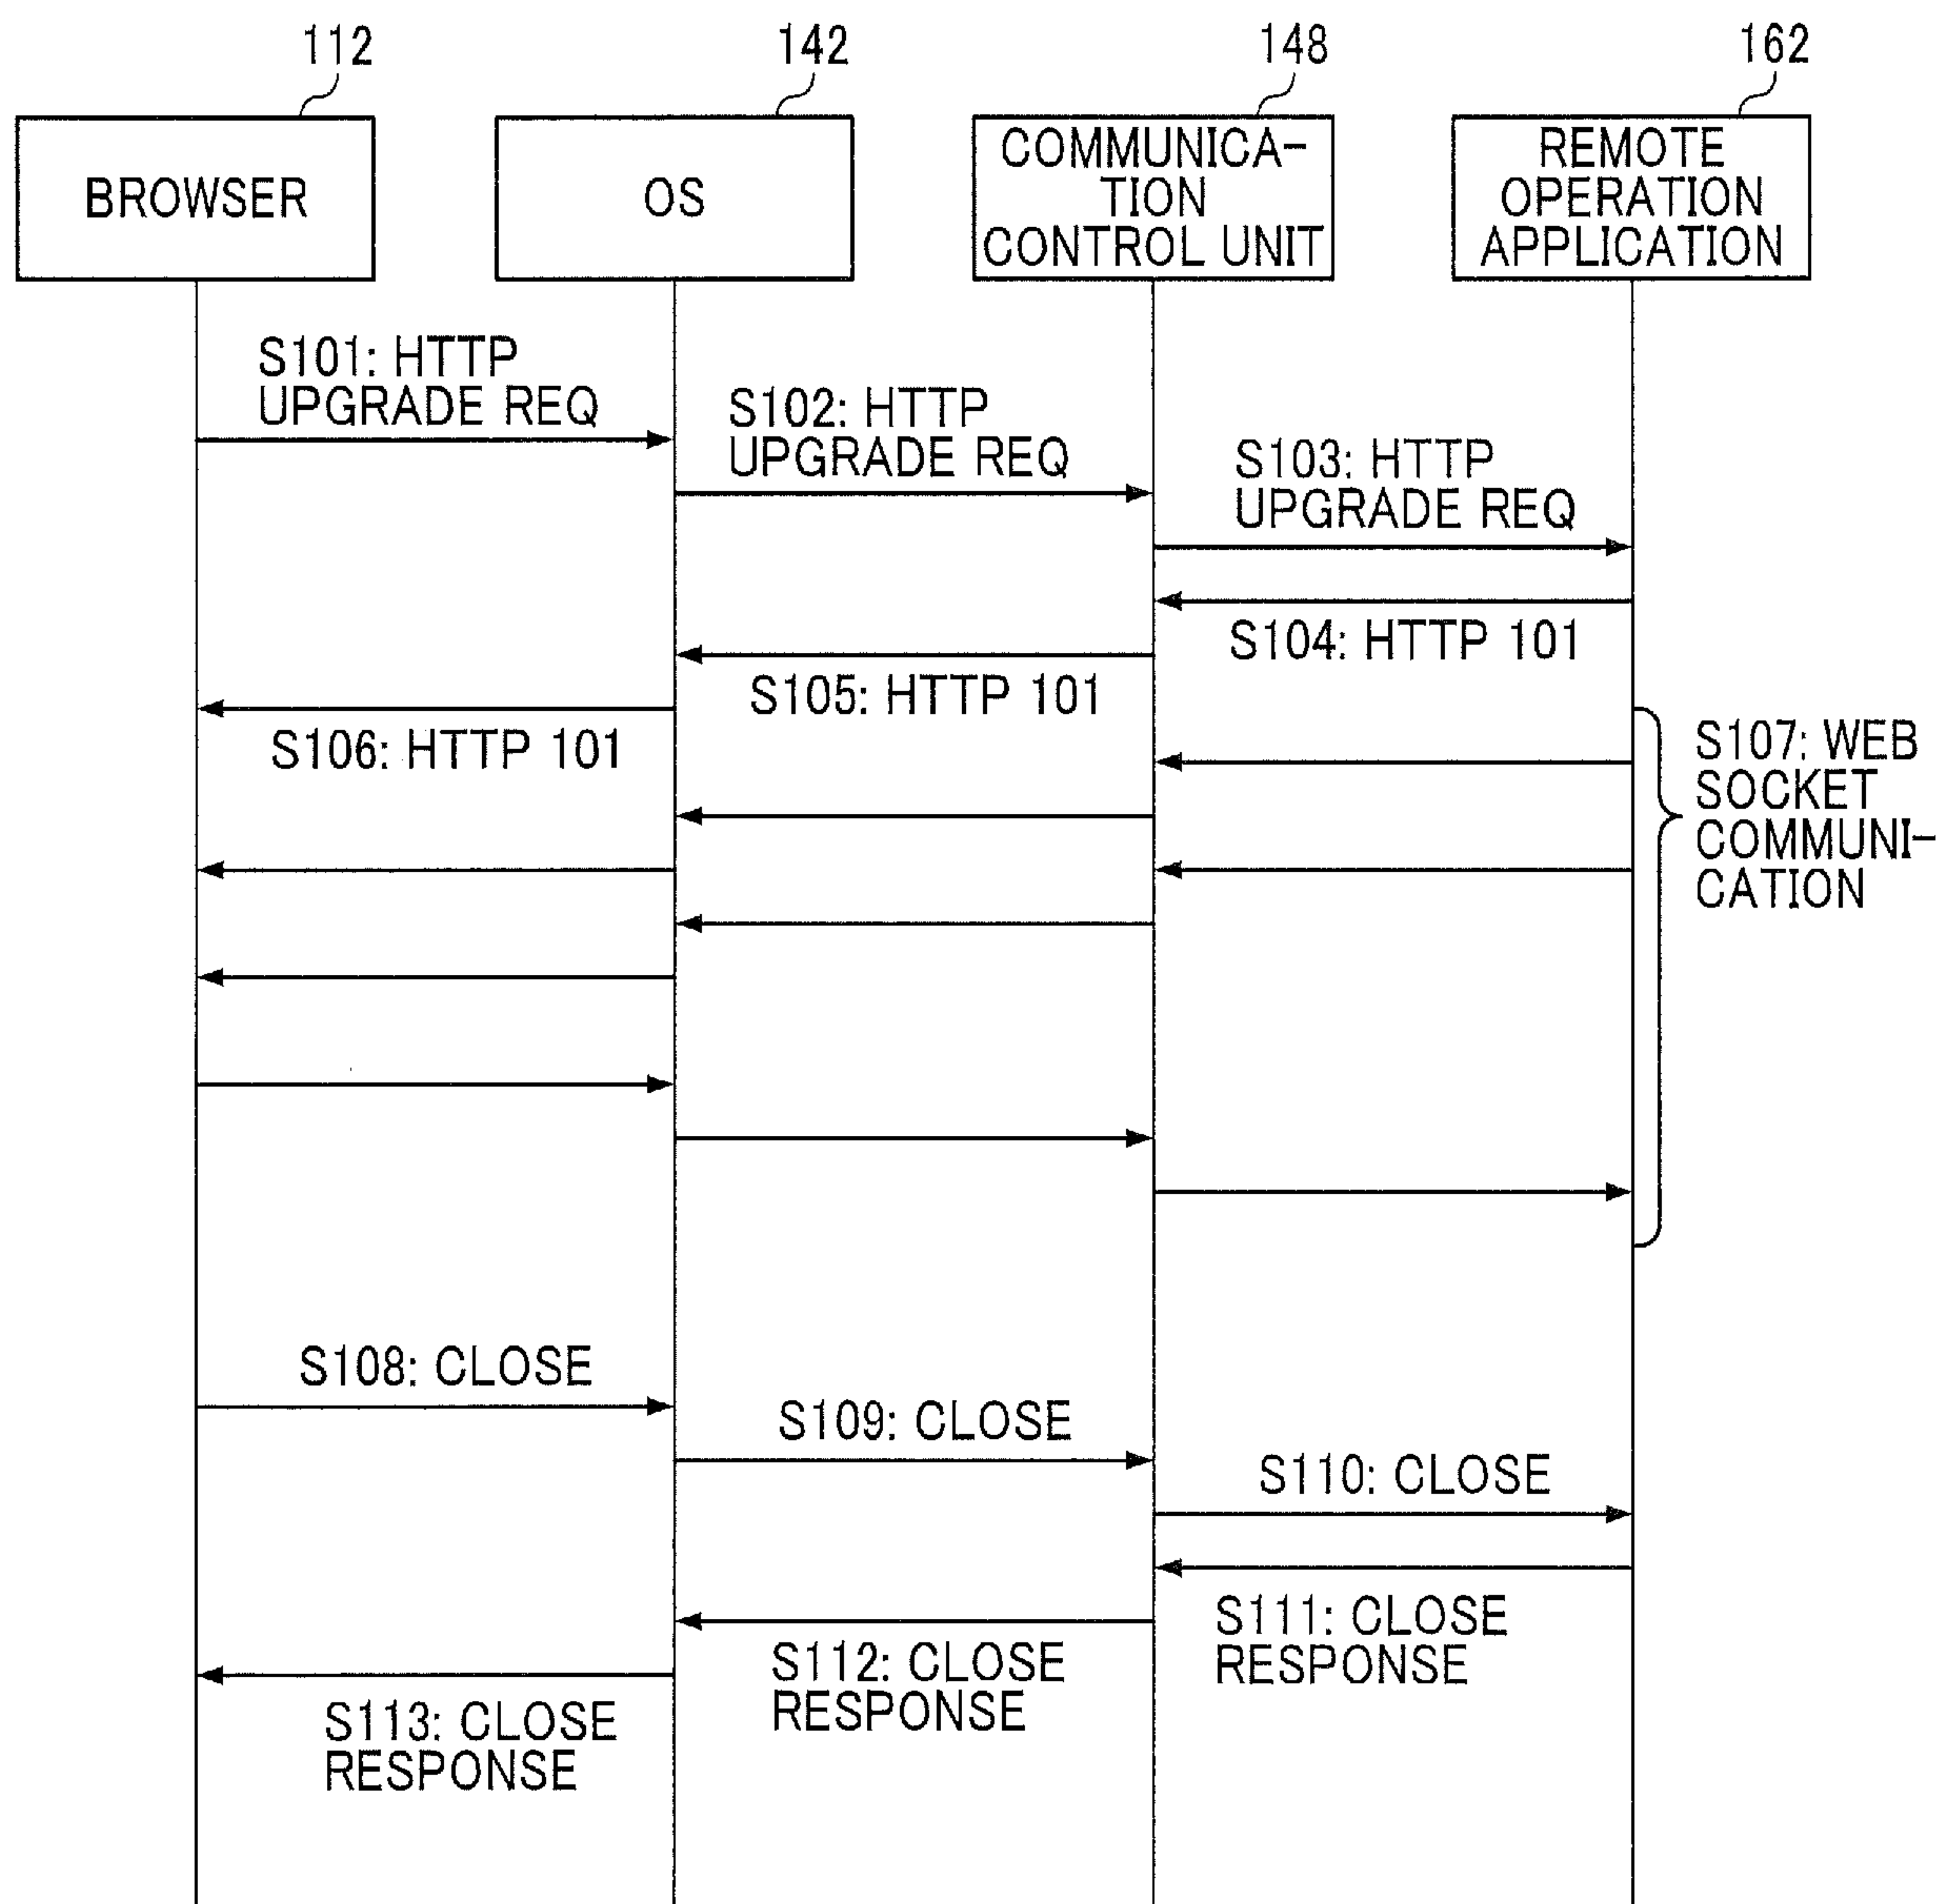 112
142
148
162
BROWSER
OS
COMMUNICA-
TION
CONTROL UNIT
REMOTE
OPERATION
APPLICATION
S101: HTTP
UPGRADE REQ
S102: HTTP
UPGRADE REQ
S103: HTTP
UPGRADE REQ
S104: HTTP 101
S105: HTTP 101
S106: HTTP 101
S107: WEB
SOCKET
COMMUNI-
CATION
S108: CLOSE
S109: CLOSE
S110: CLOSE
S111: CLOSE
RESPONSE
S112: CLOSE
RESPONSE
S113: CLOSE
RESPONSE